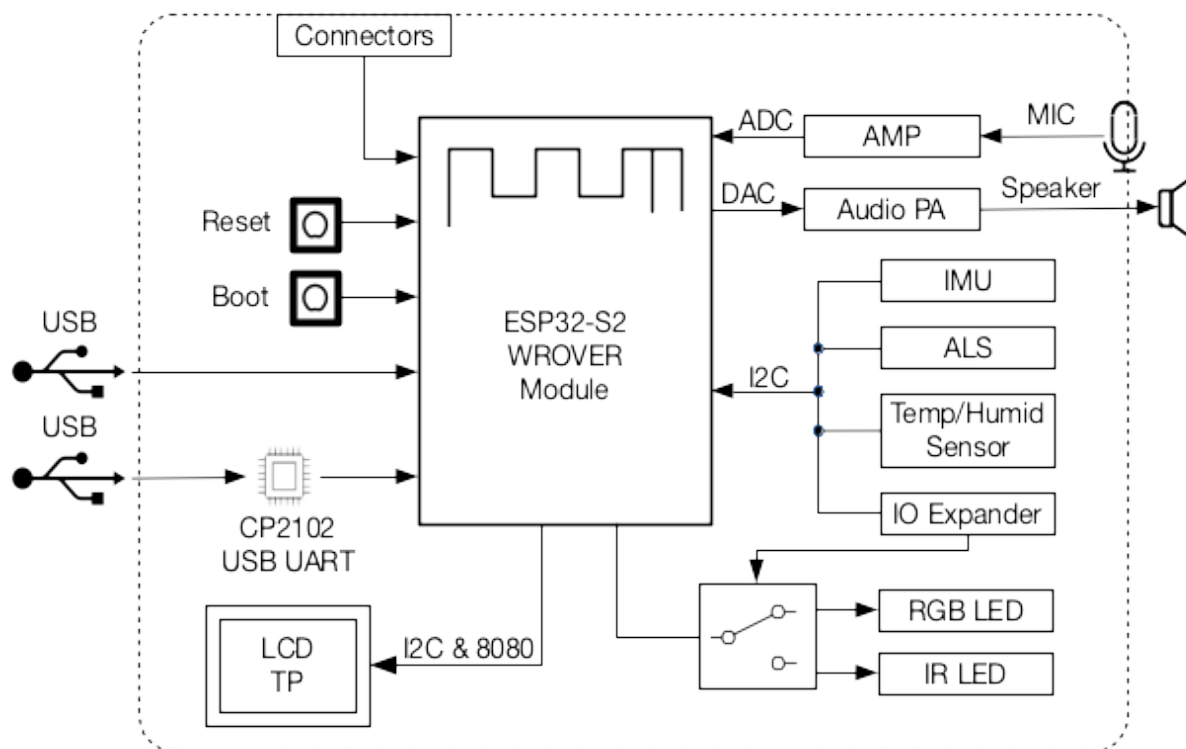 Connectors
ADC
AMP
MIC
DAC
Audio PA
Speaker
Reset
Boot
USB
USB
CP2102
USB UART
ESP32-S2
WROVER
Module
I2C
IMU
ALS
Temp/Humid
Sensor
IO Expander
LCD
TP
I2C & 8080
RGB LED
IR LED